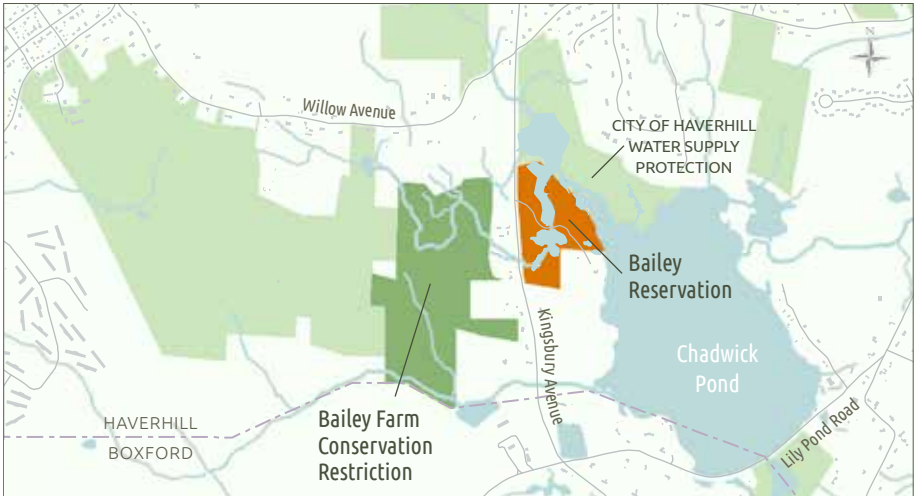 N
Willow Avenue
CITY OF HAVERHILL
WATER SUPPLY
PROTECTION
Bailey
Reservation
Kingsbury Avenue
Chadwick
Pond
HAVERHILL
BOXFORD
Bailey Farm
Conservation
Restriction
Lily Pond Road